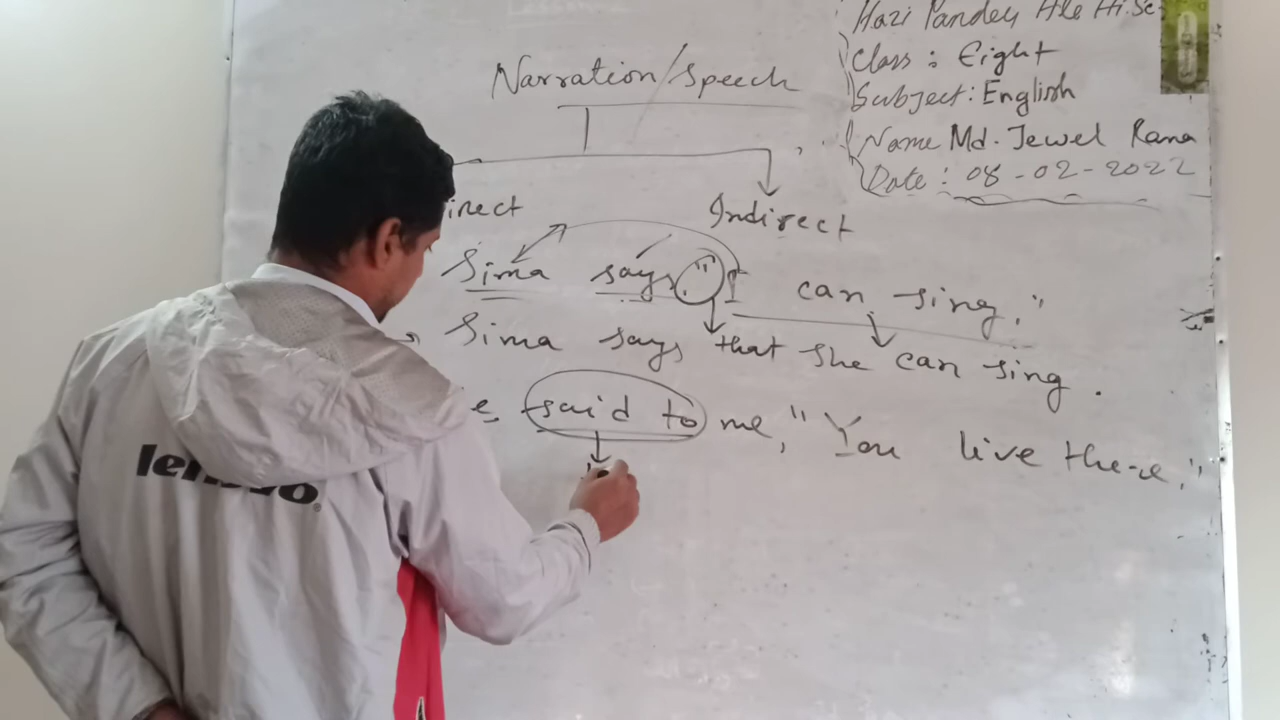 Hazi Pandey Ale Hi.Sc
Class : Eight
Subject: English
Name Md. Jewel Rana
Date : 08-02-2022
Narration/Speech
irect Indirect
Sima says, "I can sing."
Sima says that she can sing.
e said to me, "You live there."
lenovo